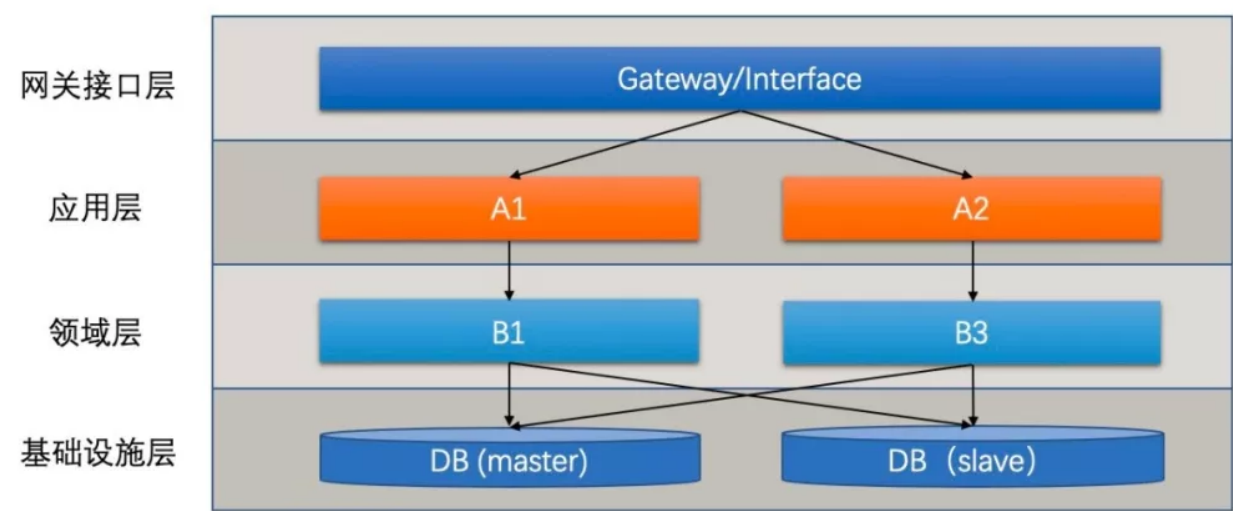 网关接口层
Gateway/Interface
应用层
A1
A2
领域层
B1
B3
基础设施层
DB (master)
DB（slave）